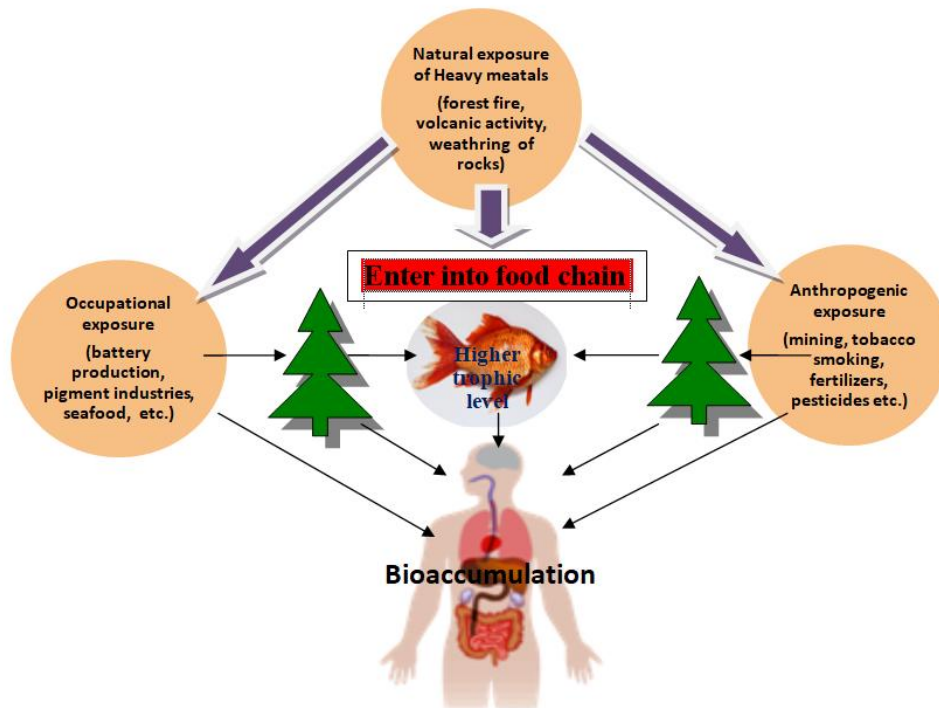 Natural exposure
of Heavy meatals
(forest fire,
volcanic activity,
weathring of
rocks)
Enter into food chain
Occupational
exposure
(battery
production,
pigment industries,
seafood, etc.)
Higher
trophic
level
Anthropogenic
exposure
(mining, tobacco
smoking,
fertilizers,
pesticides etc.)
Bioaccumulation